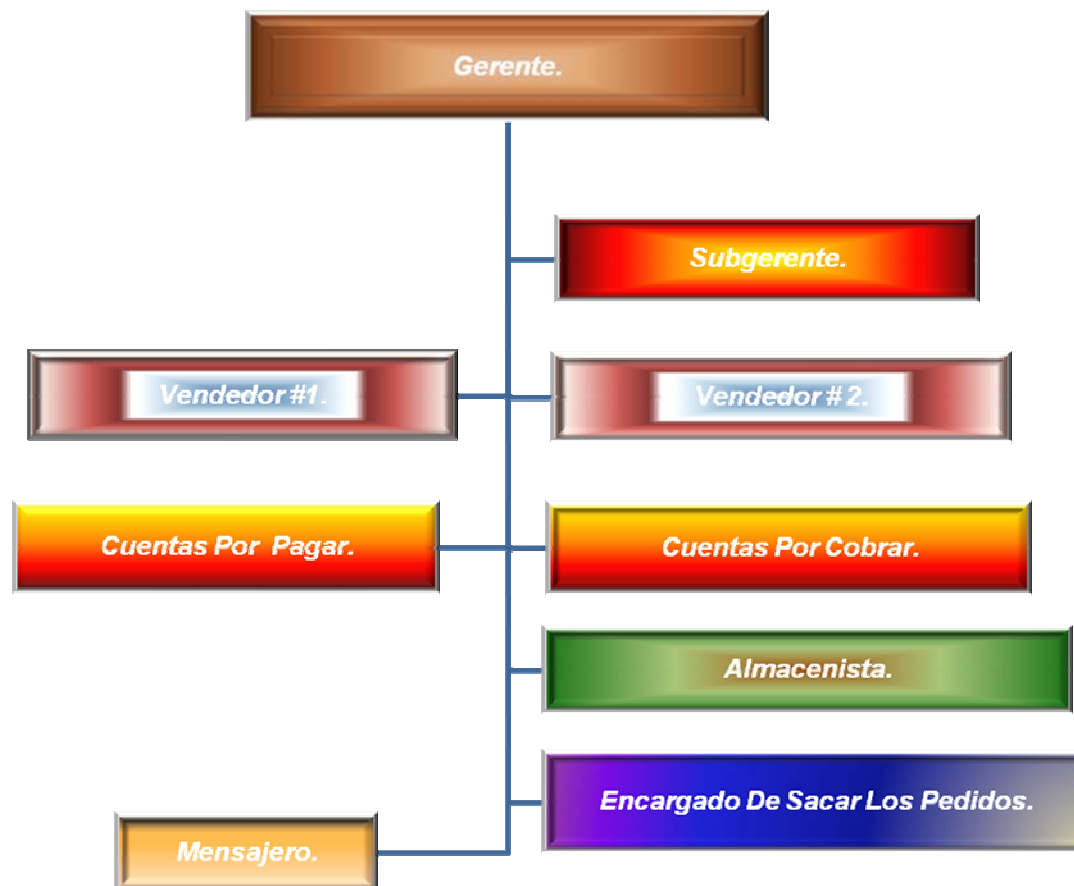 Gerente.
Subgerente.
Vendedor #1.
Vendedor # 2.
Cuentas Por Pagar.
Cuentas Por Cobrar.
Almacenista.
Encargado De Sacar Los Pedidos.
Mensajero.